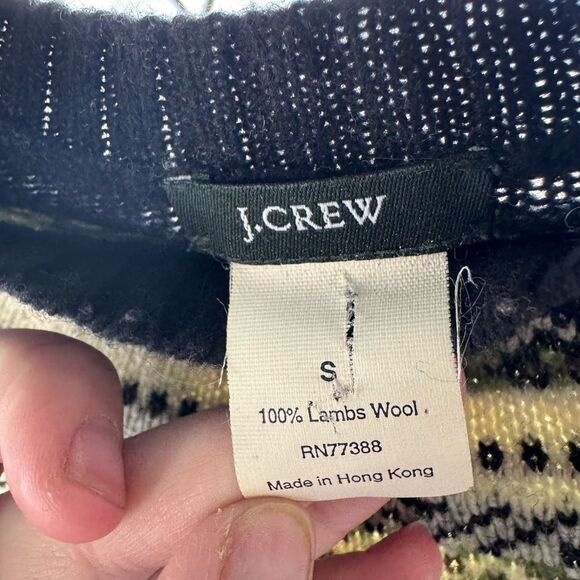 J.CREW
S
100% Lambs Wool
RN77388
Made in Hong Kong